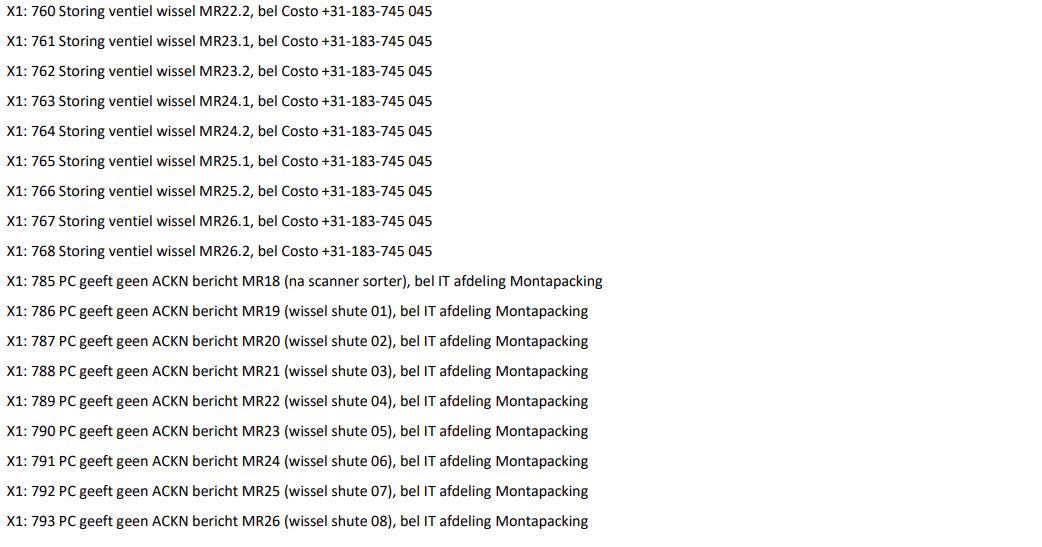 X1: 760 Storing ventiel wissel MR22.2, bel Costo +31-183-745 045
X1: 761 Storing ventiel wissel MR23.1, bel Costo +31-183-745 045
X1: 762 Storing ventiel wissel MR23.2, bel Costo +31-183-745 045
X1: 763 Storing ventiel wissel MR24.1, bel Costo +31-183-745 045
X1: 764 Storing ventiel wissel MR24.2, bel Costo +31-183-745 045
X1: 765 Storing ventiel wissel MR25.1, bel Costo +31-183-745 045
X1: 766 Storing ventiel wissel MR25.2, bel Costo +31-183-745 045
X1: 767 Storing ventiel wissel MR26.1, bel Costo +31-183-745 045
X1: 768 Storing ventiel wissel MR26.2, bel Costo +31-183-745 045
X1: 785 PC geeft geen ACKN bericht MR18 (na scanner sorter), bel IT afdeling Montapacking
X1: 786 PC geeft geen ACKN bericht MR19 (wissel shute 01), bel IT afdeling Montapacking
X1: 787 PC geeft geen ACKN bericht MR20 (wissel shute 02), bel IT afdeling Montapacking
X1: 788 PC geeft geen ACKN bericht MR21 (wissel shute 03), bel IT afdeling Montapacking
X1: 789 PC geeft geen ACKN bericht MR22 (wissel shute 04), bel IT afdeling Montapacking
X1: 790 PC geeft geen ACKN bericht MR23 (wissel shute 05), bel IT afdeling Montapacking
X1: 791 PC geeft geen ACKN bericht MR24 (wissel shute 06), bel IT afdeling Montapacking
X1: 792 PC geeft geen ACKN bericht MR25 (wissel shute 07), bel IT afdeling Montapacking
X1: 793 PC geeft geen ACKN bericht MR26 (wissel shute 08), bel IT afdeling Montapacking